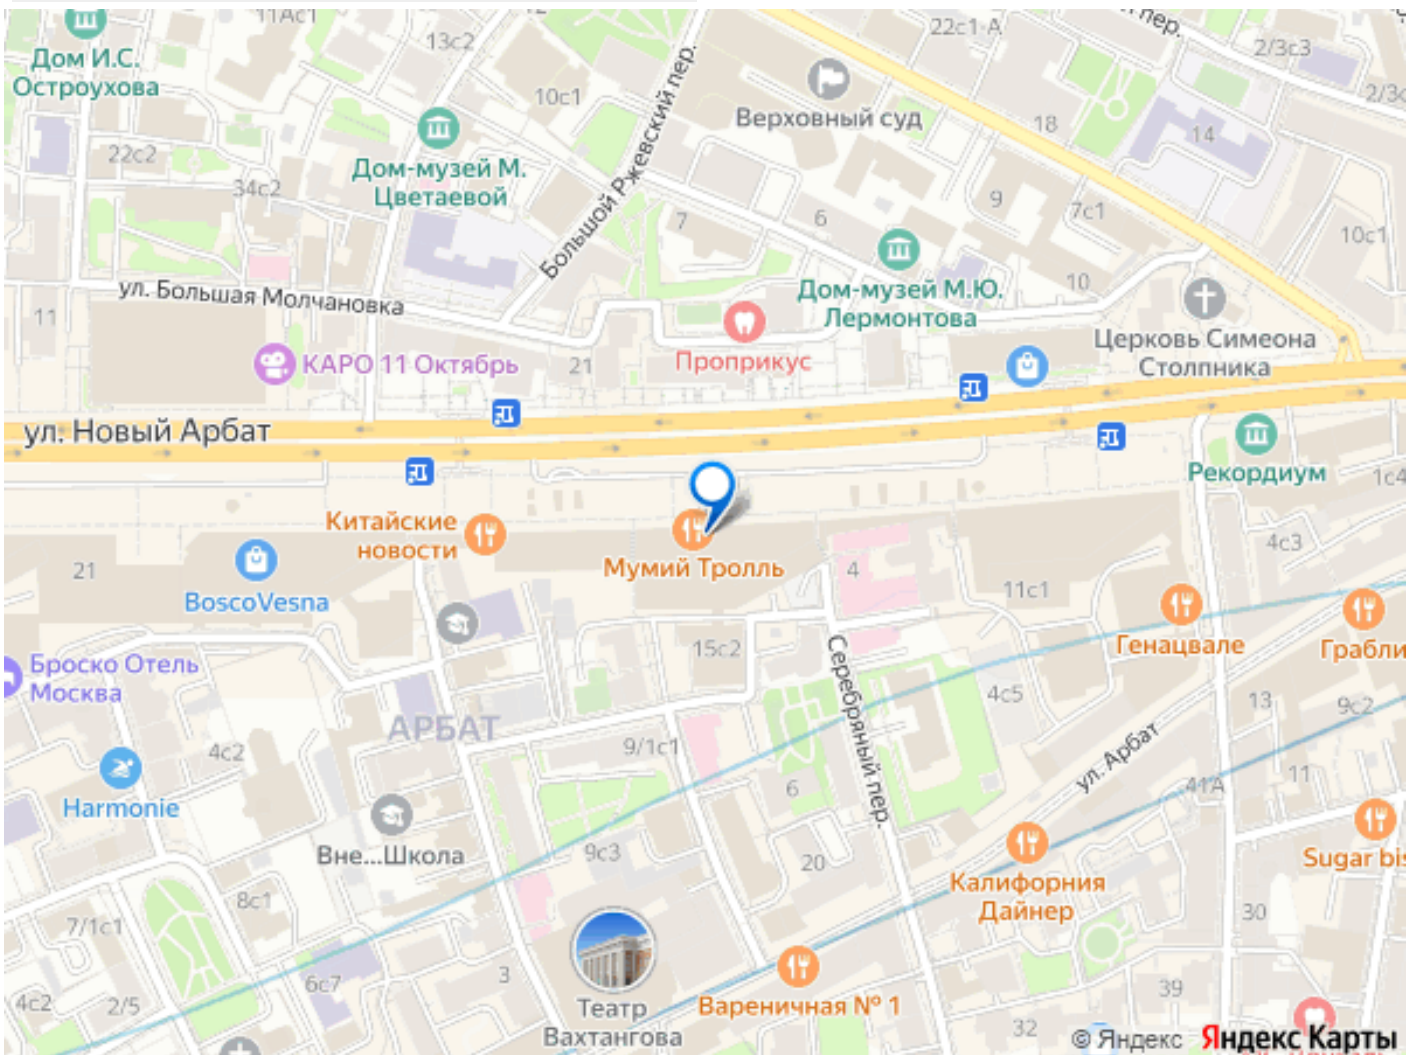 11Ас1
13с2
22с1-А
пер.
2/3с3
2/3с
Дом И.С.
Остроухова
10с1
Большой Ржевский пер.
Верховный суд
18
14
22с2
Дом-музей М.
Цветаевой
34с2
7
6
9
7с1
10с1
ул. Большая Молчановка
Дом-музей М.Ю.
Лермонтова
10
11
КАРО 11 Октябрь
21
Проприкус
Церковь Симеона
Столпника
ул. Новый Арбат
Рекордиум
1с4
Китайские
новости
Мумий Тролль
21
BoscoVesna
4
11с1
4с3
Генацвале
Грабли
Броско Отель
Москва
15с2
Серебряный пер.
4с5
13
9с2
АРБАТ
4с2
9/1с1
ул. Арбат
6
41А
11
Harmonie
Вне...Школа
9с3
20
Калифорния
Дайнер
Sugar bis
8с1
7/1с1
30
6с7
3
4с2
2/5
Театр
Вахтангова
Вареничная № 1
39
32
© Яндекс
Яндекс Карты